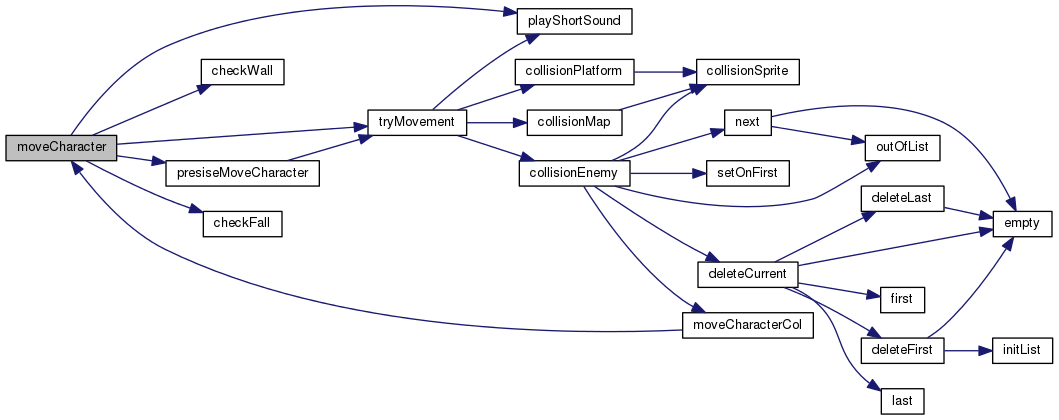 playShortSound
checkWall
collisionPlatform
collisionSprite
tryMovement
collisionMap
next
moveCharacter
outOfList
presiseMoveCharacter
collisionEnemy
setOnFirst
deleteLast
checkFall
empty
deleteCurrent
first
moveCharacterCol
deleteFirst
initList
last